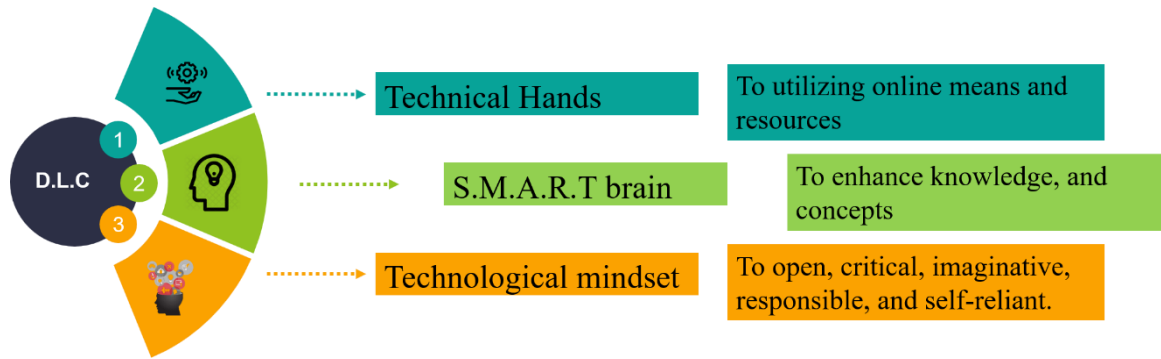 D.L.C
1
Technical Hands
To utilizing online means and
resources
2
S.M.A.R.T brain
To enhance knowledge, and
concepts
3
Technological mindset
To open, critical, imaginative,
responsible, and self-reliant.